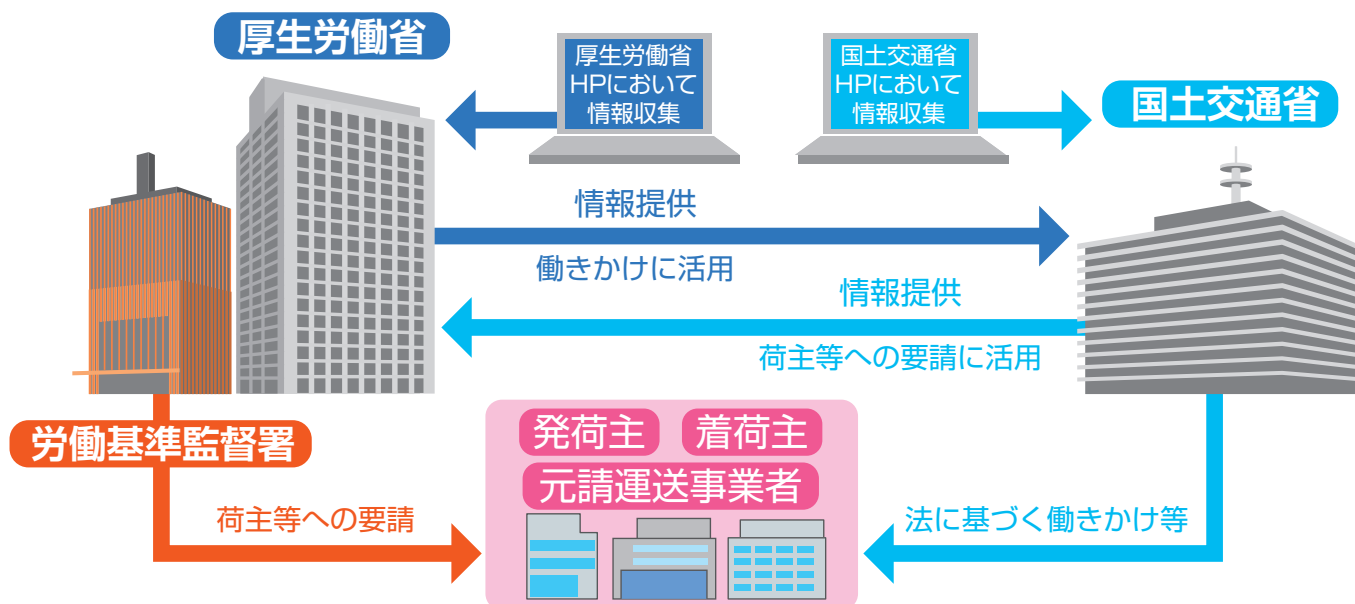 厚生労働省
厚生労働省
HPにおいて
情報収集
国土交通省
HPにおいて
情報収集
国土交通省
情報提供
働きかけに活用
情報提供
荷主等への要請に活用
労働基準監督署
発荷主
着荷主
元請運送事業者
荷主等への要請
法に基づく働きかけ等